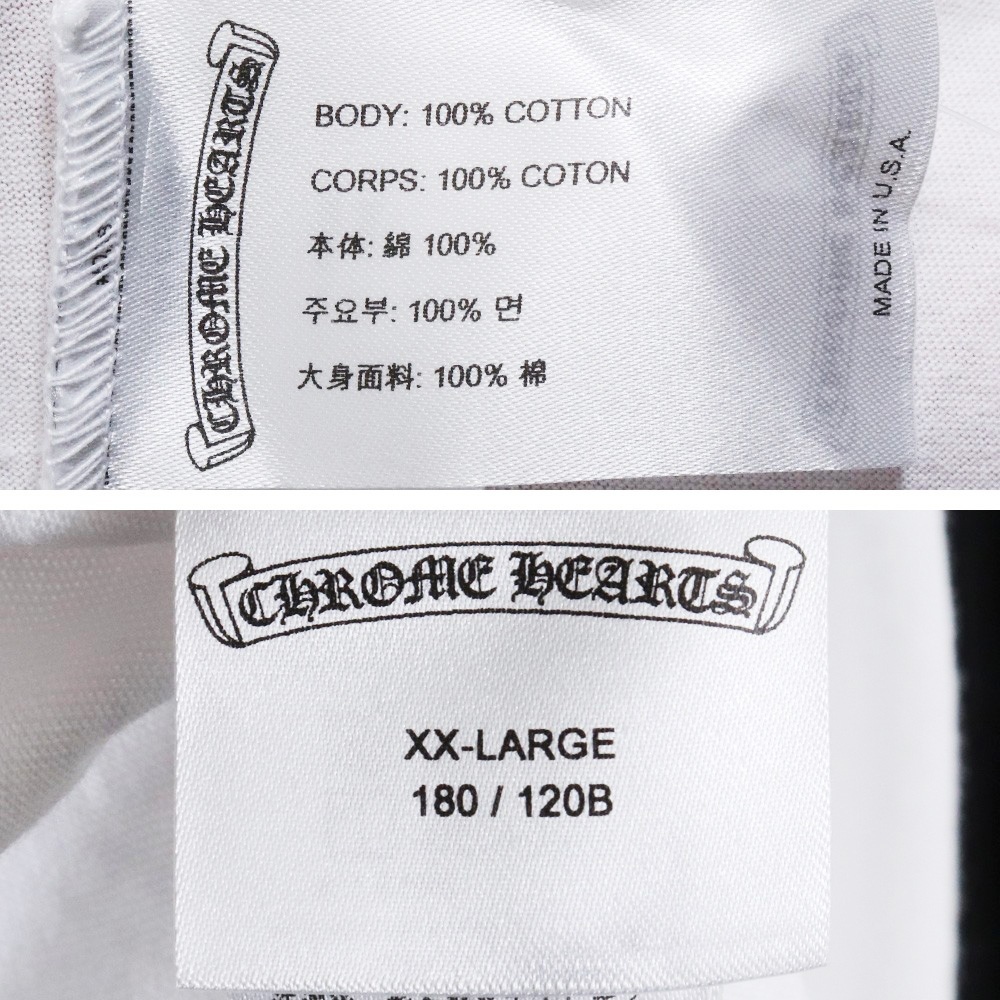 CHROME HEARTS
BODY: 100% COTTON
CORPS: 100% COTON
本体: 綿 100%
주요부: 100% 면
大身面料: 100% 棉
MADE IN U.S.A.
CHROME HEARTS
XX-LARGE
180 / 120B